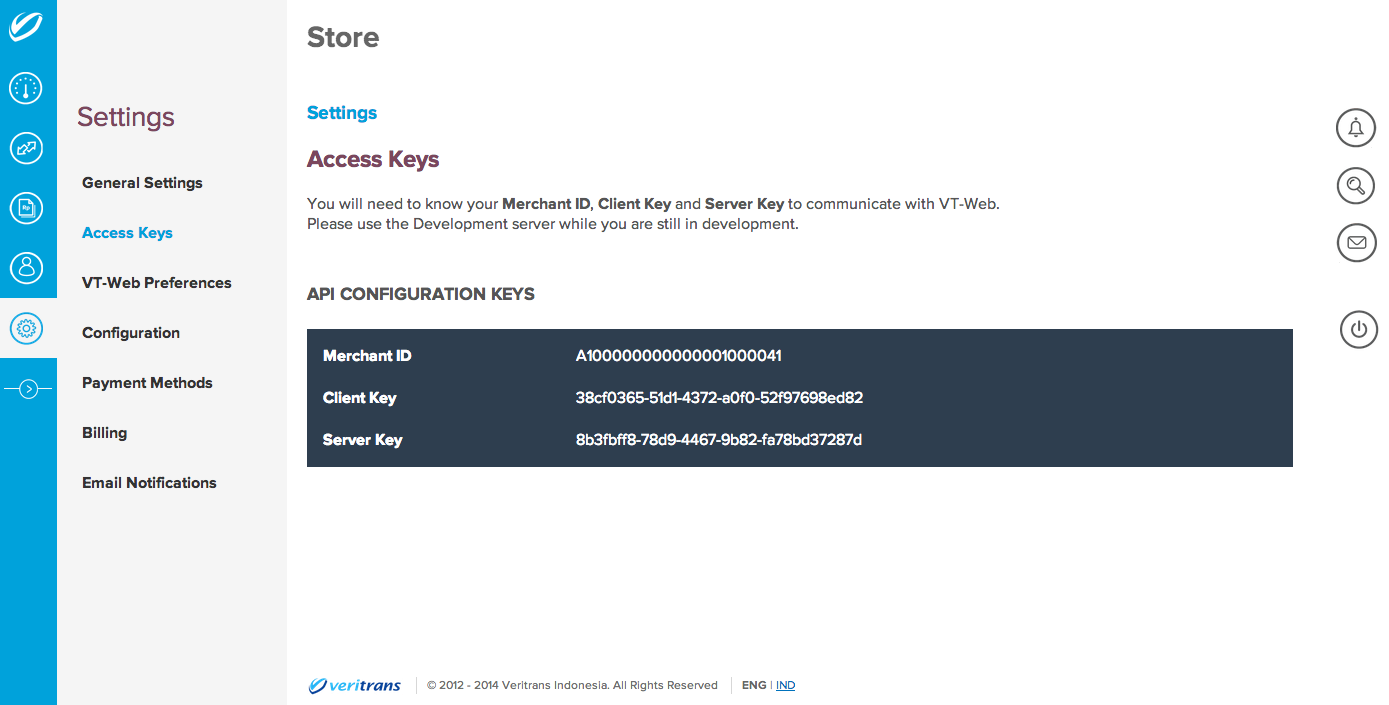 Store
Settings
General Settings
Access Keys
VT-Web Preferences
Configuration
Payment Methods
Billing
Email Notifications
Settings
Access Keys
You will need to know your Merchant ID, Client Key and Server Key to communicate with VT-Web.
Please use the Development server while you are still in development.
API CONFIGURATION KEYS
Merchant ID A100000000000001000041
Client Key 38cf0365-51d1-4372-a0f0-52f97698ed82
Server Key 8b3fbff8-78d9-4467-9b82-fa78bd37287d
veritrans © 2012 - 2014 Veritrans Indonesia. All Rights Reserved ENG | IND
Rp